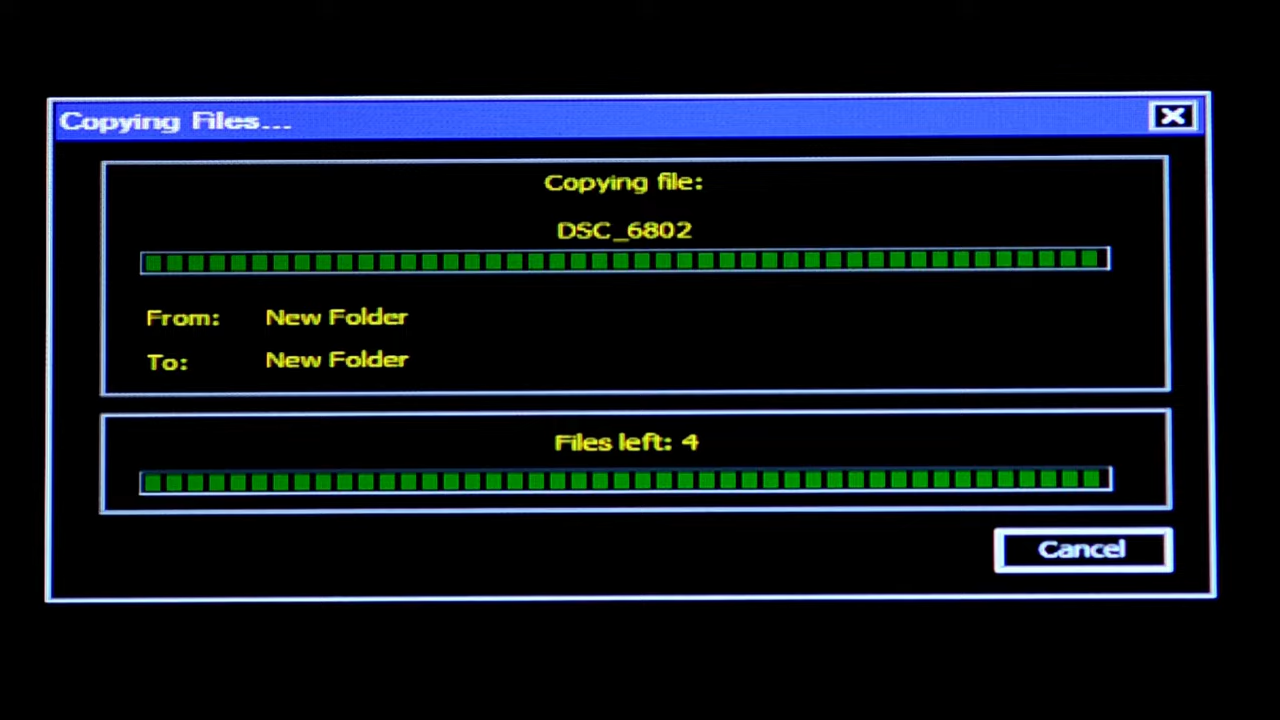 Copying Files...
Copying file:
DSC_6802
From: New Folder
To: New Folder
Files left: 4
Cancel